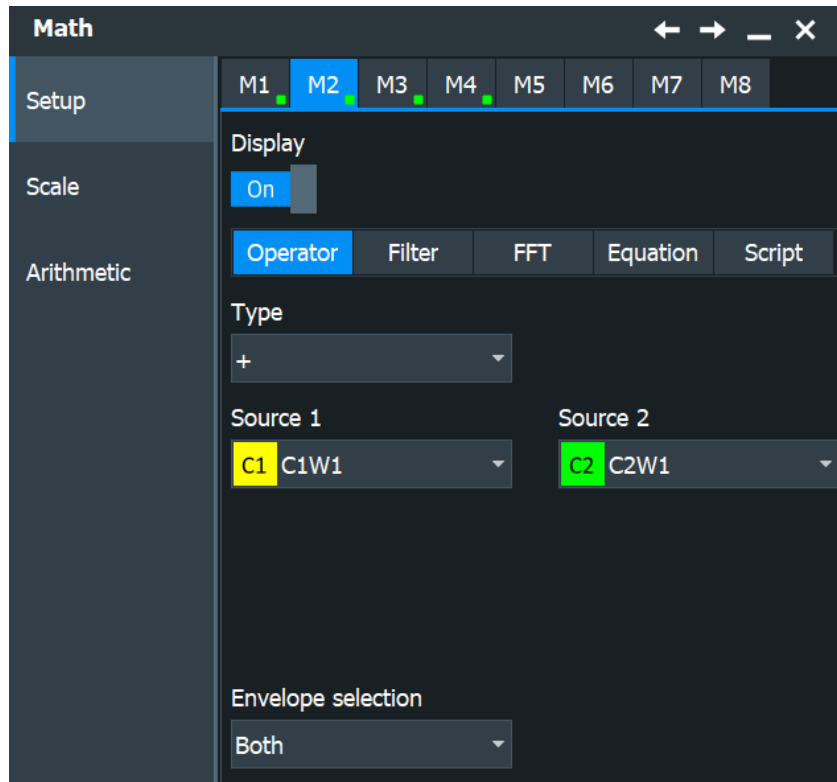 Math
Setup
Scale
Arithmetic
M1 M2 M3 M4 M5 M6 M7 M8
Display
On
Operator Filter FFT Equation Script
Type
+
Source 1 Source 2
C1 C1W1 C2 C2W1
Envelope selection
Both